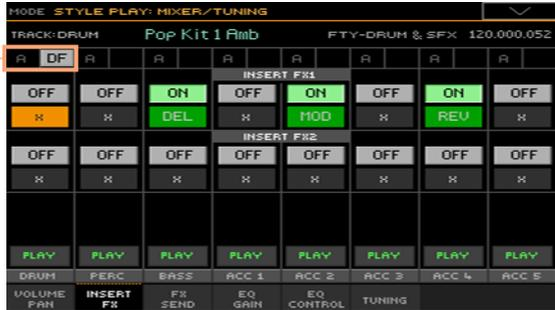 MODE STYLE PLAY: MIXER/TUNING
TRACK:DRUM Pop Kit 1 Amb FTY-DRUM & SFX 120.000.052
A DF A A A A A A A
INSERT FX1
OFF OFF ON OFF ON OFF ON OFF
x x DEL x MOD x REV x
INSERT FX2
OFF OFF OFF OFF OFF OFF OFF OFF
x x x x x x x x
PLAY PLAY PLAY PLAY PLAY PLAY PLAY PLAY
DRUM PERC BASS ACC 1 ACC 2 ACC 3 ACC 4 ACC 5
VOLUME PAN INSERT FX FX SEND EQ GAIN EQ CONTROL TUNING